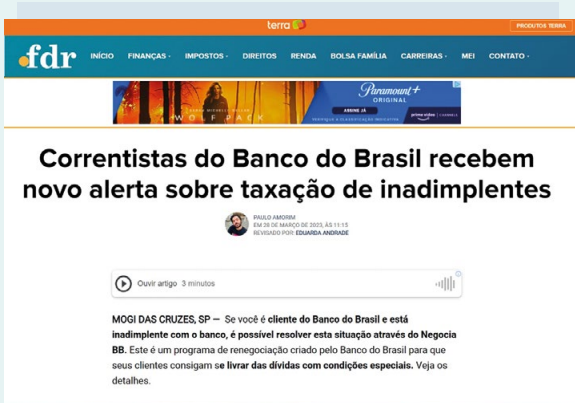 terra
PRODUTOS TERRA
fdr INÍCIO FINANÇAS IMPOSTOS DIREITOS RENDA BOLSA FAMÍLIA CARREIRAS MEI CONTATO
Paramount+
ORIGINAL
WOLF PACK
ASSINE JÁ
prime video
Correntistas do Banco do Brasil recebem
novo alerta sobre taxação de inadimplentes
PAULO AMORIM
EM 28 DE MARÇO DE 2023, ÀS 11:15
REVISADO POR: EDUARDA ANDRADE
Ouvir artigo 3 minutos
MOGI DAS CRUZES, SP — Se você é cliente do Banco do Brasil e está
inadimplente com o banco, é possível resolver esta situação através do Negocia
BB. Este é um programa de renegociação criado pelo Banco do Brasil para que
seus clientes consigam se livrar das dívidas com condições especiais. Veja os
detalhes.